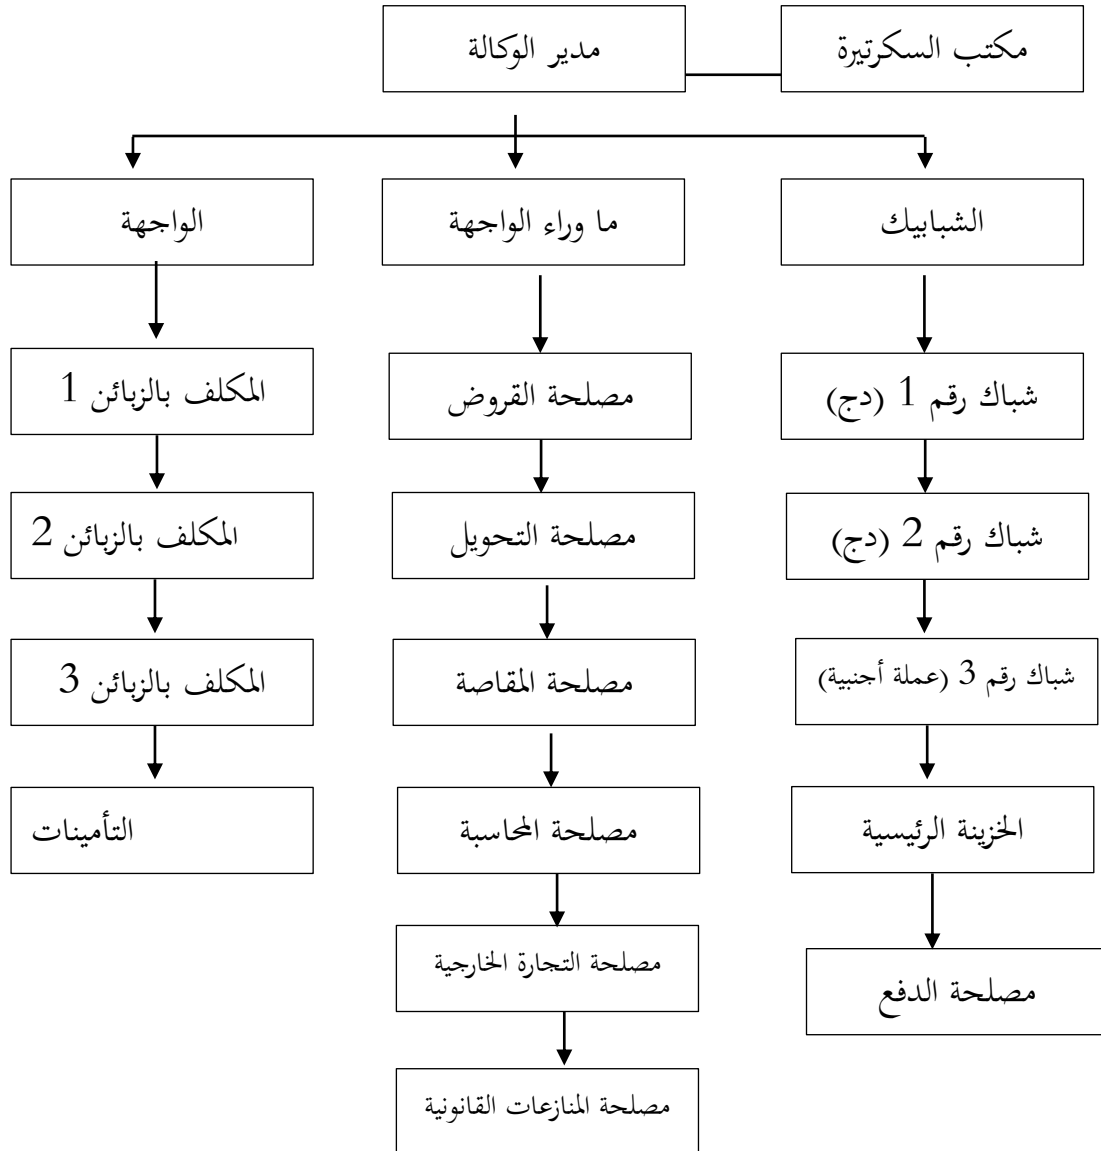 مكتب السكرتيرة
مدير الوكالة
الشبابيك
ما وراء الواجهة
الواجهة
شباك رقم 1 (دج)
مصلحة القروض
المكلف بالزبائن 1
شباك رقم 2 (دج)
مصلحة التحويل
المكلف بالزبائن 2
شباك رقم 3 (عملة أجنبية)
مصلحة المقاصة
المكلف بالزبائن 3
الخزينة الرئيسية
مصلحة المحاسبة
التأمينات
مصلحة الدفع
مصلحة التجارة الخارجية
مصلحة المنازعات القانونية